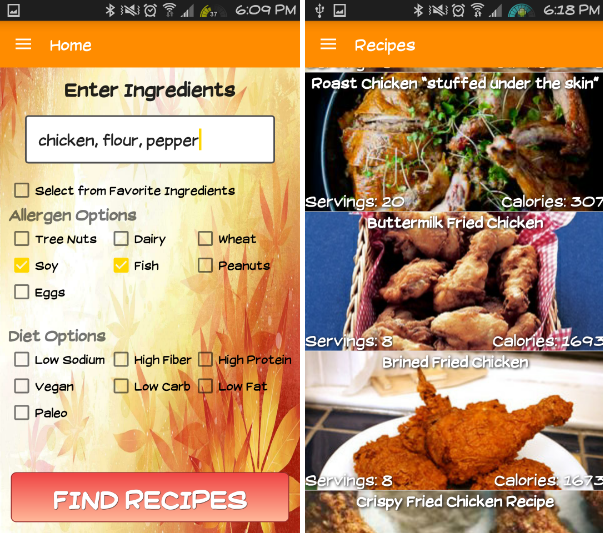 6:09 PM
Home
Enter Ingredients
chicken, flour, pepper
Select from Favorite Ingredients
Allergen Options
Tree Nuts Dairy Wheat
Soy Fish Peanuts
Eggs
Diet Options
Low Sodium High Fiber High Protein
Vegan Low Carb Low Fat
Paleo
FIND RECIPES
6:18 PM
Recipes
Roast Chicken "stuffed under the skin"
Servings: 20 Calories: 307
Buttermilk Fried Chicken
Servings: 8 Calories: 1693
Brined Fried Chicken
Servings: 8 Calories: 1673
Crispy Fried Chicken Recipe